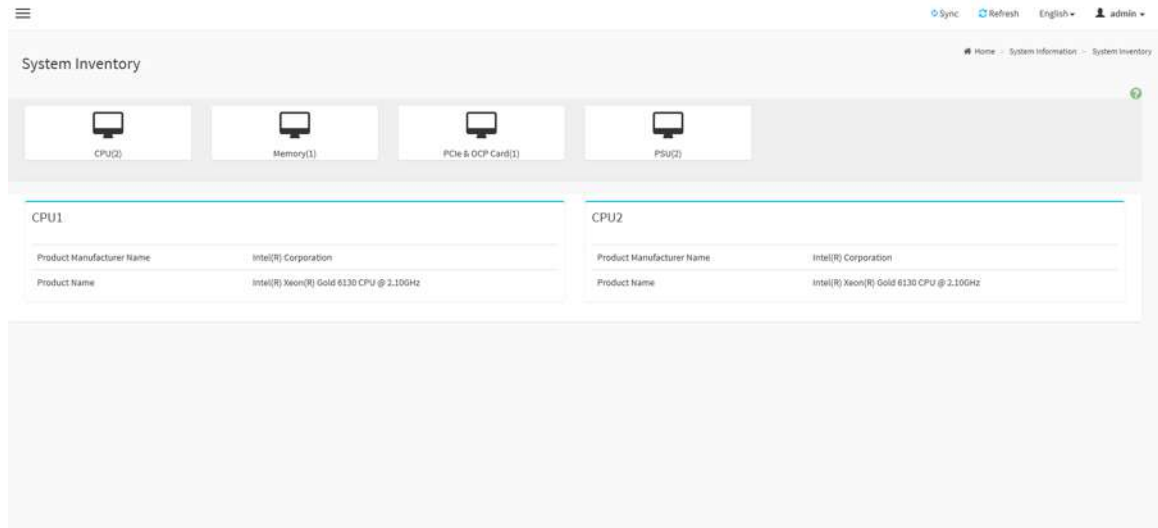 Sync Refresh English admin
System Inventory
Home - System Information - System Inventory
CPU(2) Memory(1) PCIe & OCP Card(1) PSU(2)
CPU1
Product Manufacturer Name Intel(R) Corporation
Product Name Intel(R) Xeon(R) Gold 6130 CPU @ 2.10GHz
CPU2
Product Manufacturer Name Intel(R) Corporation
Product Name Intel(R) Xeon(R) Gold 6130 CPU @ 2.10GHz